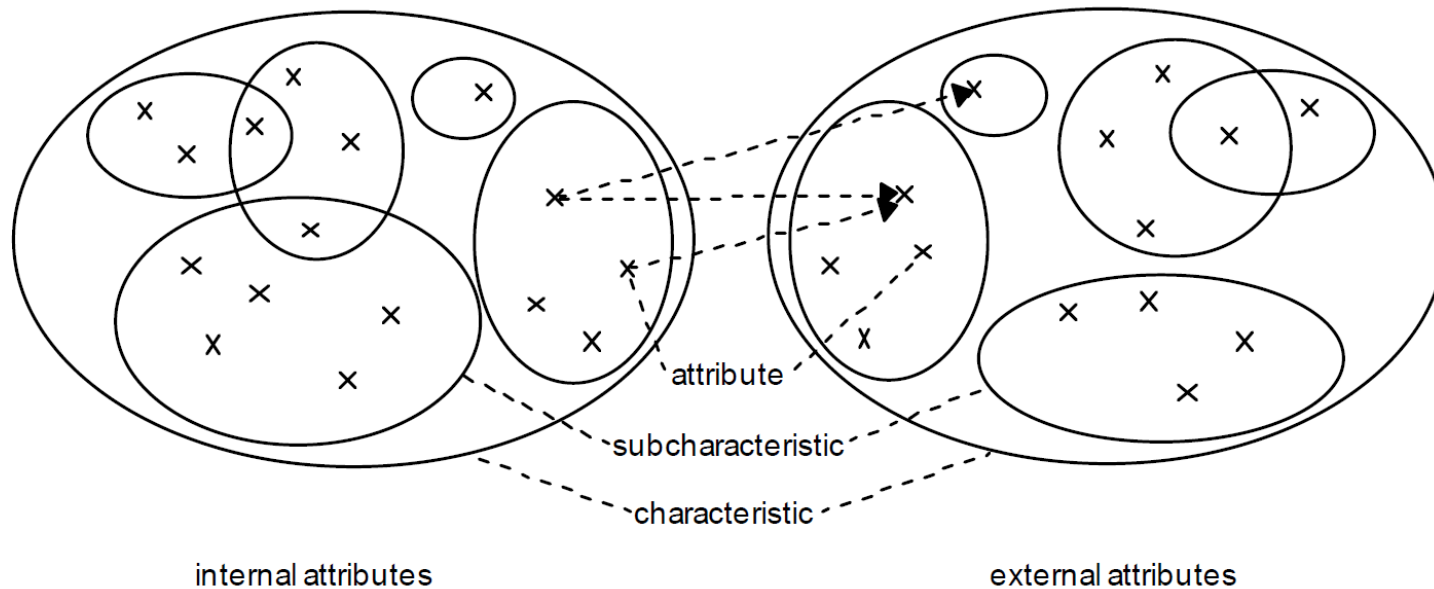 attribute
subcharacteristic
characteristic
internal attributes
external attributes